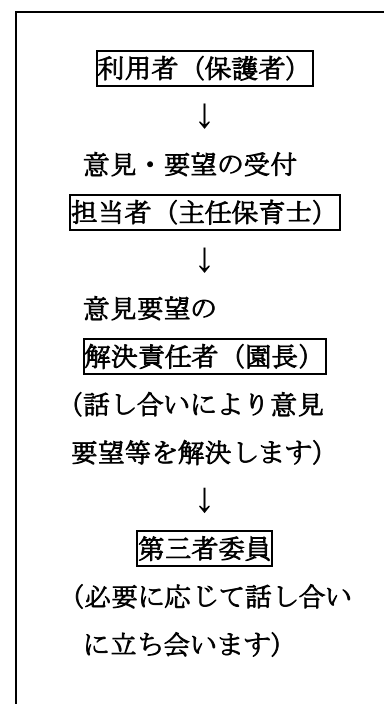 利用者（保護者）
↓
意見・要望の受付
担当者（主任保育士）
↓
意見要望の
解決責任者（園長）
（話し合いにより意見
要望等を解決します）
↓
第三者委員
（必要に応じて話し合い
に立ち会います）